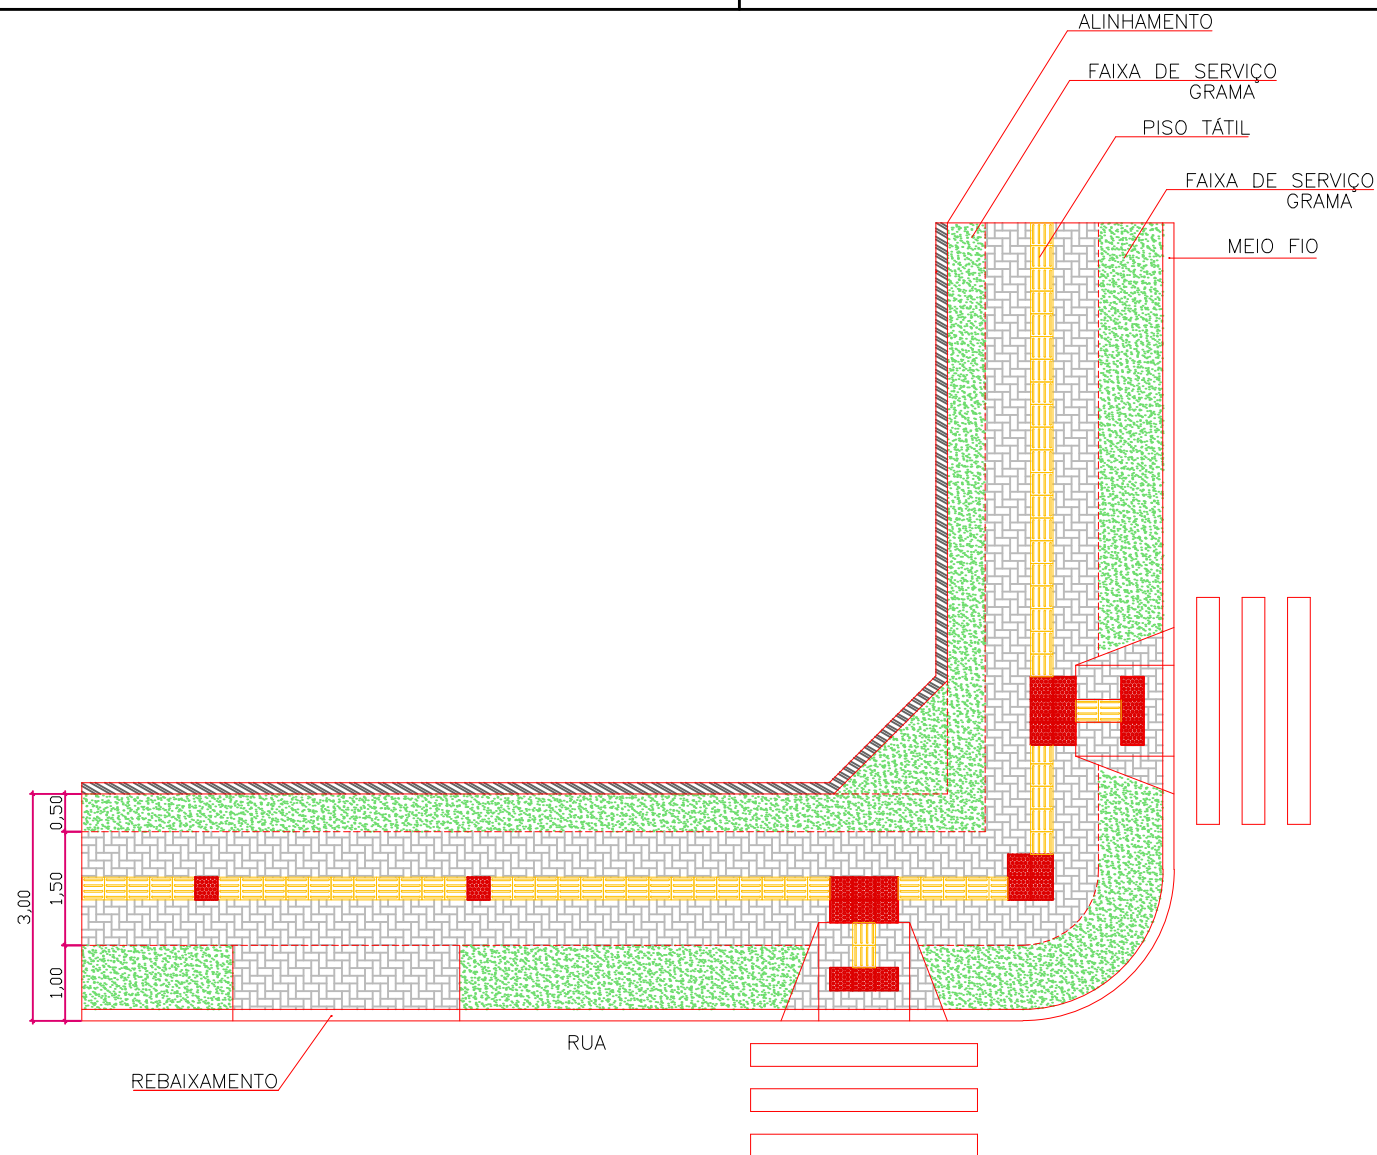 ALINHAMENTO
FAIXA DE SERVIÇO
GRAMA
PISO TÁTIL
FAIXA DE SERVIÇO
GRAMA
MEIO FIO
0,50
1,50
3,00
1,00
RUA
REBAIXAMENTO